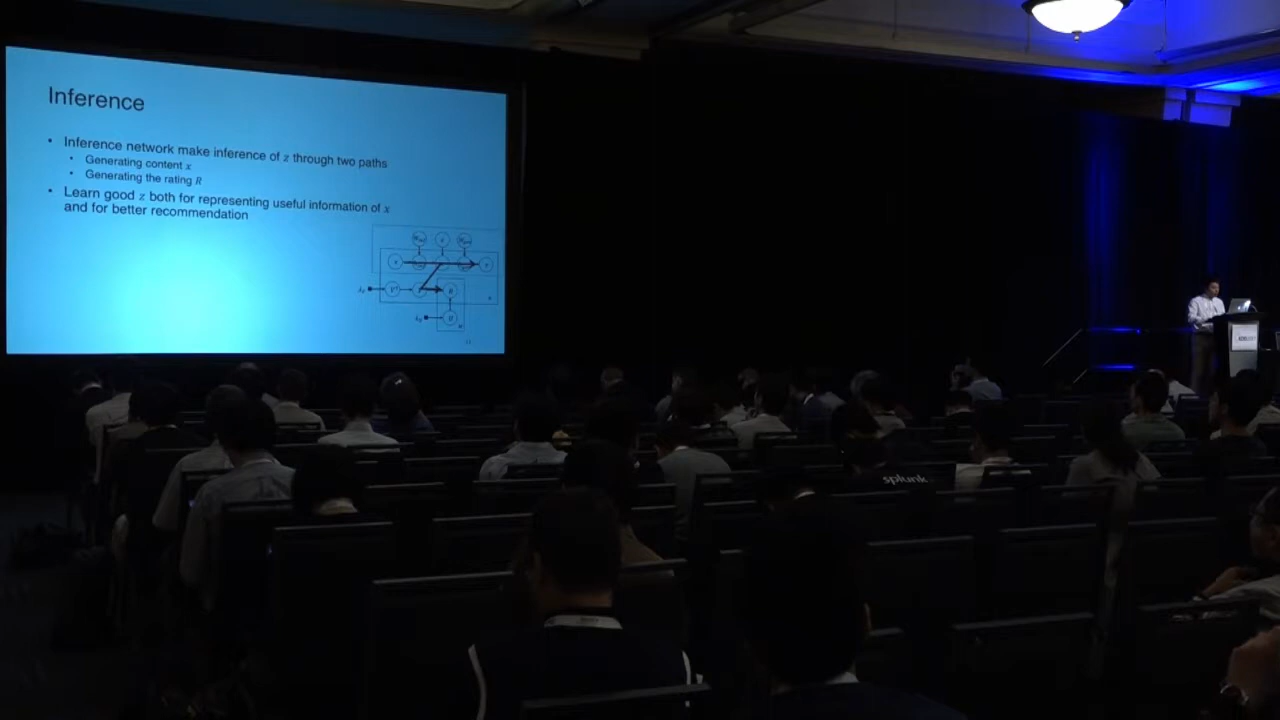 Inference
• Inference network make inference of z through two paths
• Generating content x
• Generating the rating R
• Learn good z both for representing useful information of x
and for better recommendation
R
splunk